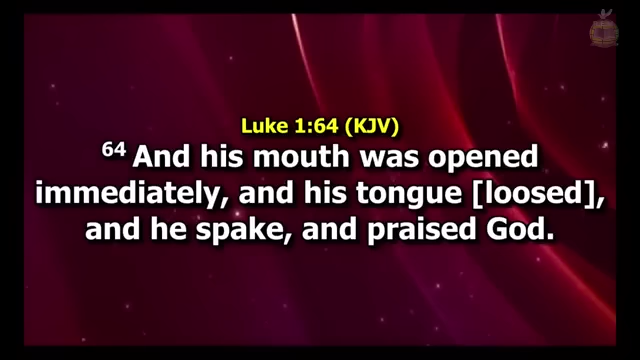 Luke 1:64 (KJV)
64 And his mouth was opened
immediately, and his tongue [loosed],
and he spake, and praised God.